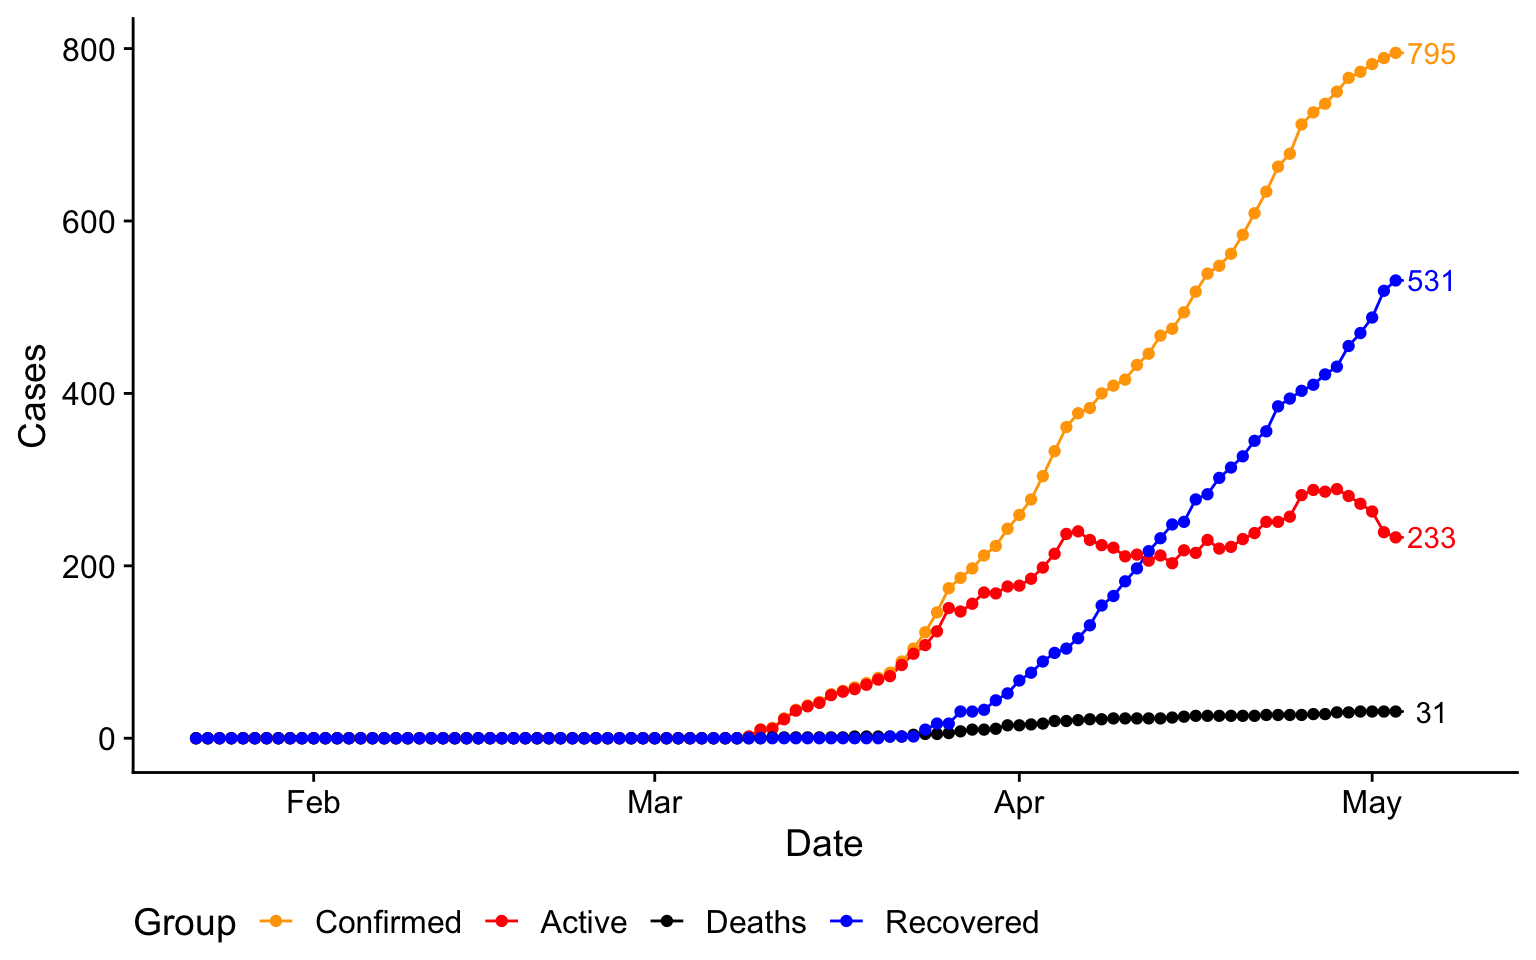 800
795
600
531
400
Cases
233
200
31
0
Feb Mar Apr May
Date
Group Confirmed Active Deaths Recovered